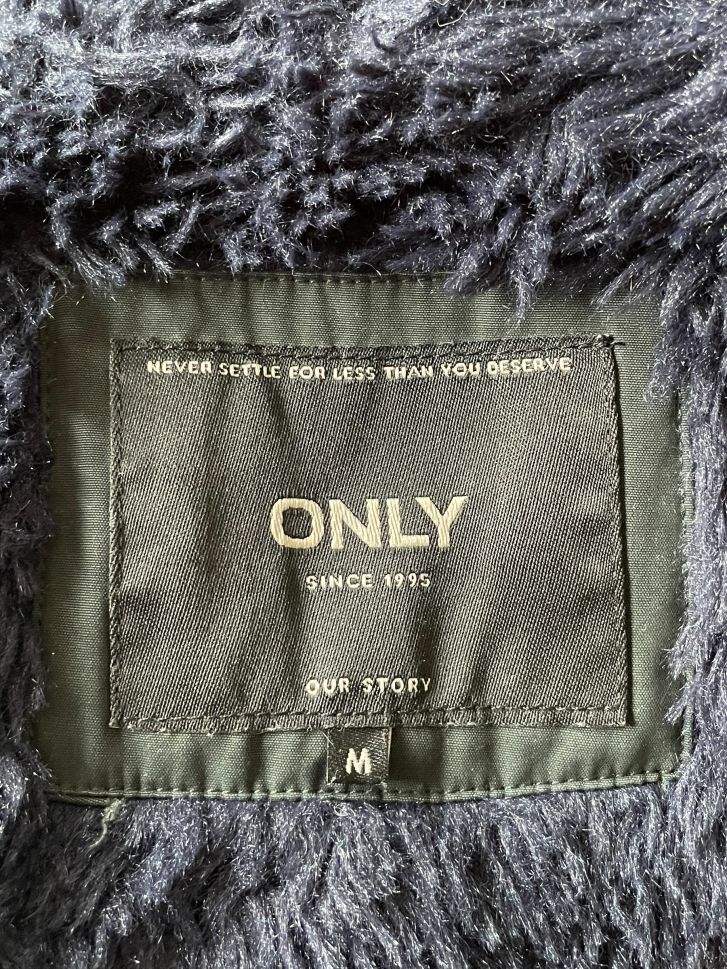 NEVER SETTLE FOR LESS THAN YOU DESERVE
ONLY
SINCE 1995
OUR STORY
M